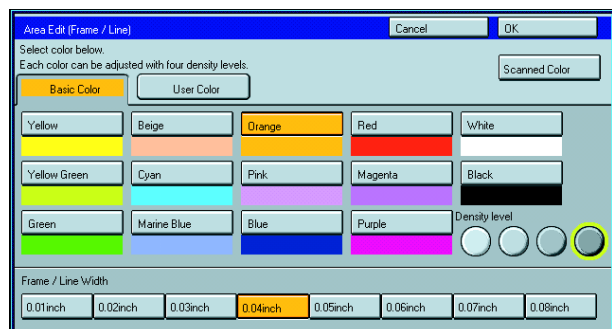 Area Edit (Frame / Line)
Cancel
OK
Select color below.
Each color can be adjusted with four density levels.
Scanned Color
Basic Color
User Color
Yellow
Beige
Orange
Red
White
Yellow Green
Cyan
Pink
Magenta
Black
Green
Marine Blue
Blue
Purple
Density level
Frame / Line Width
0.01inch
0.02inch
0.03inch
0.04inch
0.05inch
0.06inch
0.07inch
0.08inch